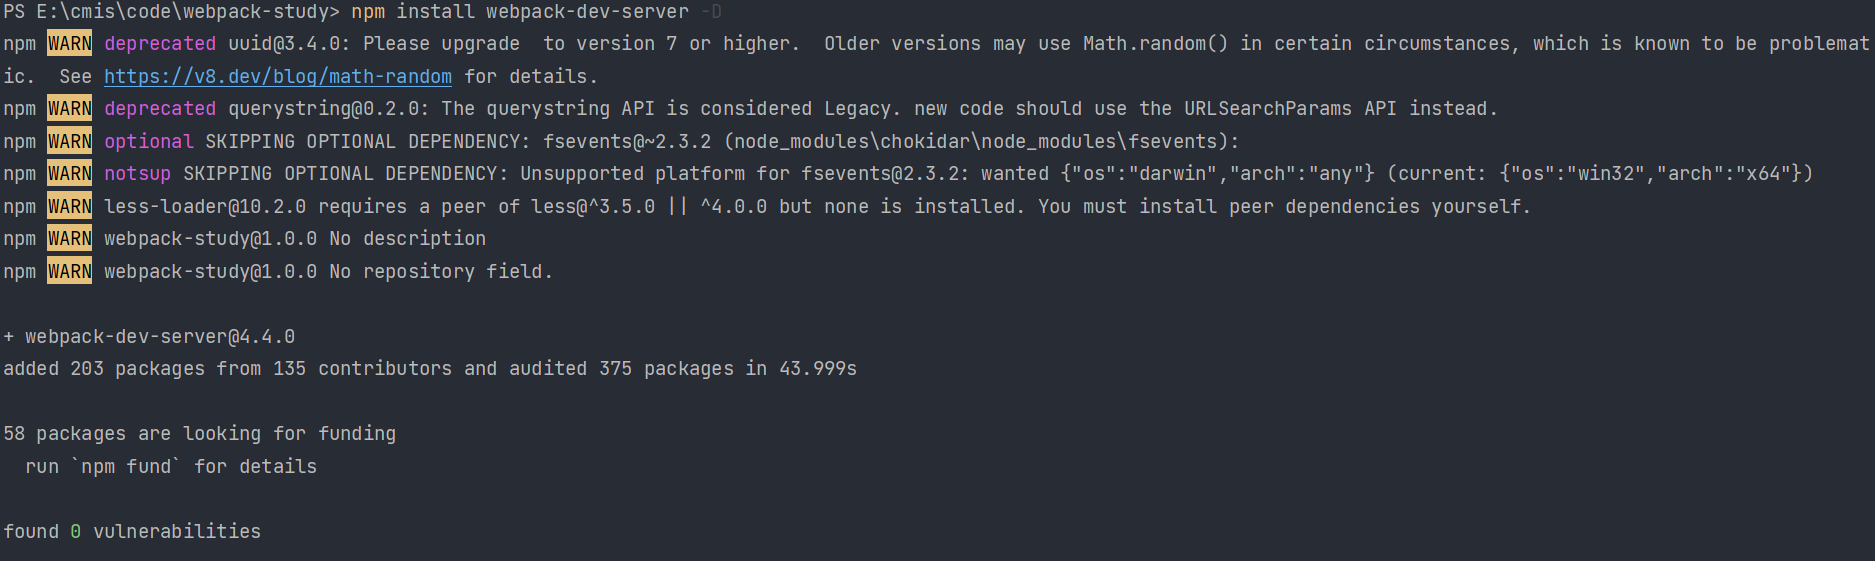 PS E:\cmis\code\webpack-study> npm install webpack-dev-server -D
npm WARN deprecated uuid@3.4.0: Please upgrade  to version 7 or higher.  Older versions may use Math.random() in certain circumstances, which is known to be problemat
ic.  See https://v8.dev/blog/math-random for details.
npm WARN deprecated querystring@0.2.0: The querystring API is considered Legacy. new code should use the URLSearchParams API instead.
npm WARN optional SKIPPING OPTIONAL DEPENDENCY: fsevents@~2.3.2 (node_modules\chokidar\node_modules\fsevents):
npm WARN notsup SKIPPING OPTIONAL DEPENDENCY: Unsupported platform for fsevents@2.3.2: wanted {"os":"darwin","arch":"any"} (current: {"os":"win32","arch":"x64"})
npm WARN less-loader@10.2.0 requires a peer of less@^3.5.0 || ^4.0.0 but none is installed. You must install peer dependencies yourself.
npm WARN webpack-study@1.0.0 No description
npm WARN webpack-study@1.0.0 No repository field.

+ webpack-dev-server@4.4.0
added 203 packages from 135 contributors and audited 375 packages in 43.999s

58 packages are looking for funding
  run `npm fund` for details

found 0 vulnerabilities